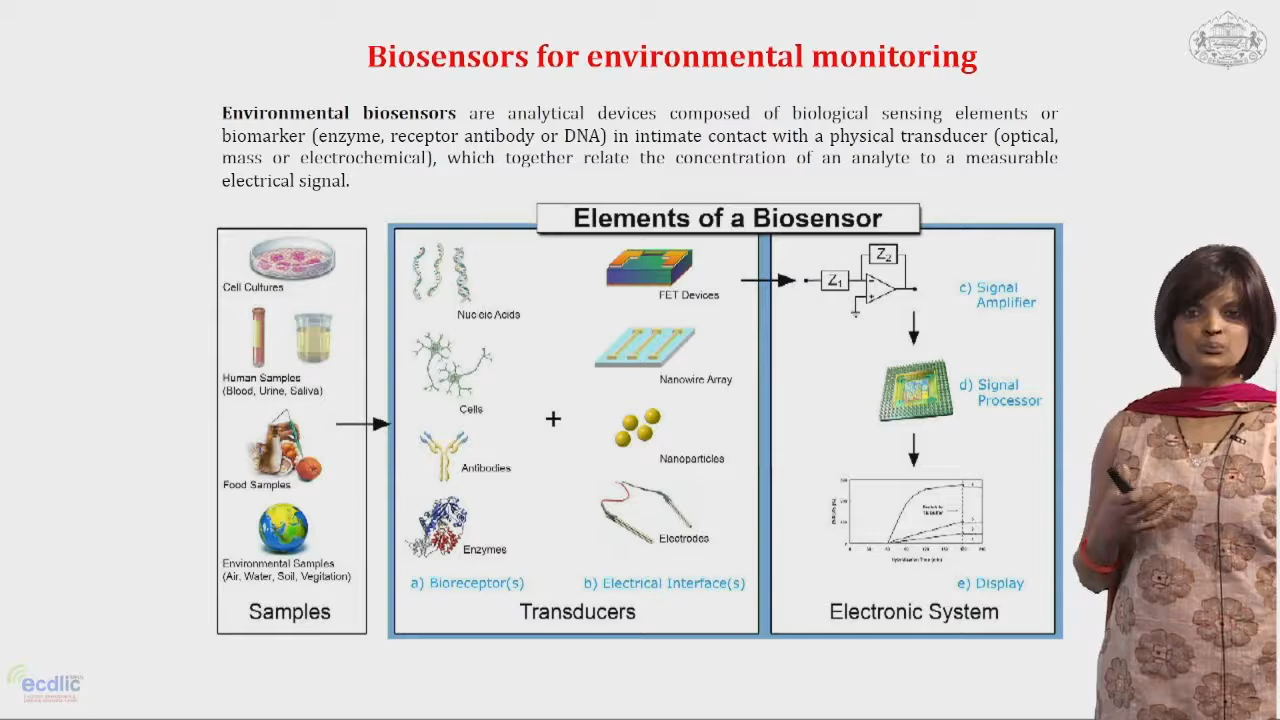 Biosensors for environmental monitoring
Environmental biosensors are analytical devices composed of biological sensing elements or
biomarker (enzyme, receptor antibody or DNA) in intimate contact with a physical transducer (optical,
mass or electrochemical), which together relate the concentration of an analyte to a measurable
electrical signal.
Elements of a Biosensor
Cell Cultures
Human Samples
(Blood, Urine, Saliva)
Food Samples
Environmental Samples
(Air, Water, Soil, Vegitation)
Samples
Nucleic Acids
Cells
Antibodies
Enzymes
a) Bioreceptor(s)
+
FET Devices
Nanowire Array
Nanoparticles
Electrodes
b) Electrical Interface(s)
Transducers
Z1
Z2
c) Signal
Amplifier
d) Signal
Processor
e) Display
Electronic System
ecdlic